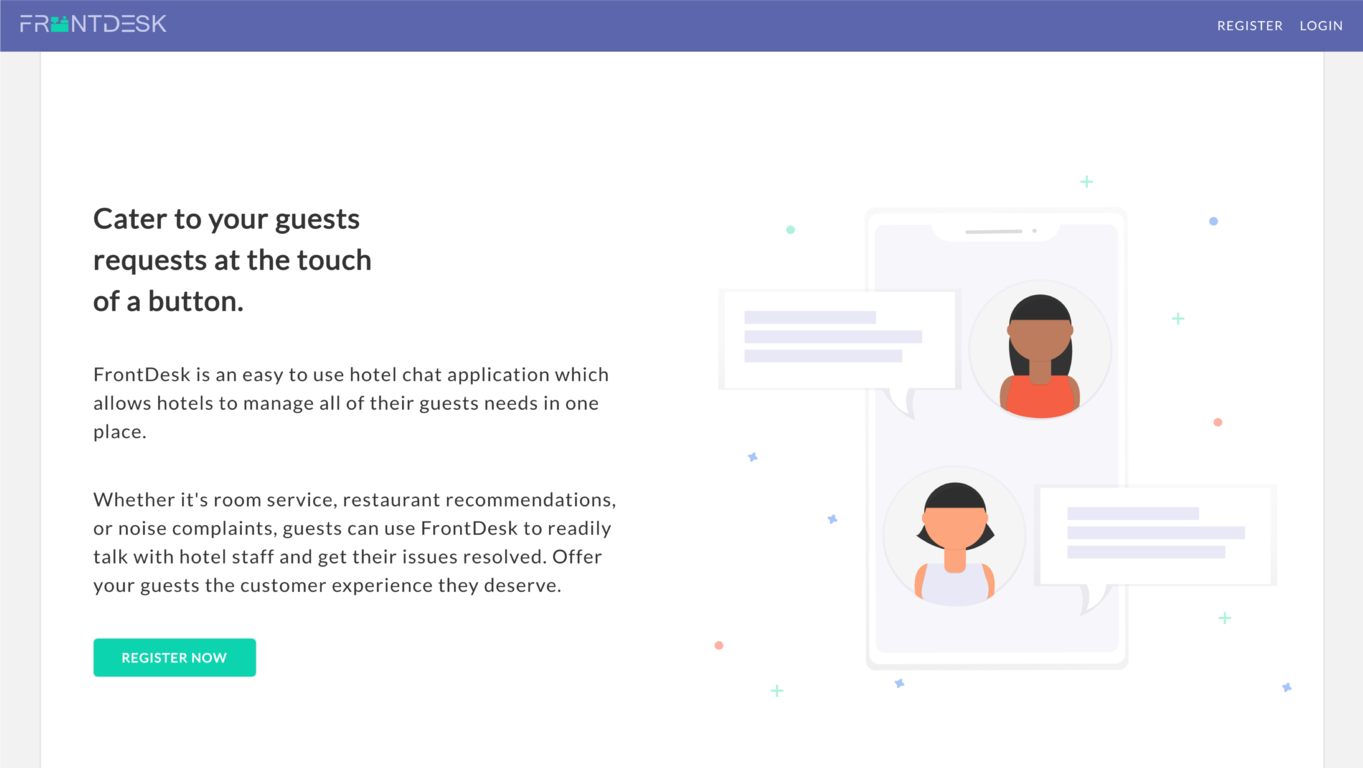 FRONTDESK
REGISTER LOGIN
Cater to your guests
requests at the touch
of a button.
FrontDesk is an easy to use hotel chat application which
allows hotels to manage all of their guests needs in one
place.
Whether it's room service, restaurant recommendations,
or noise complaints, guests can use FrontDesk to readily
talk with hotel staff and get their issues resolved. Offer
your guests the customer experience they deserve.
REGISTER NOW